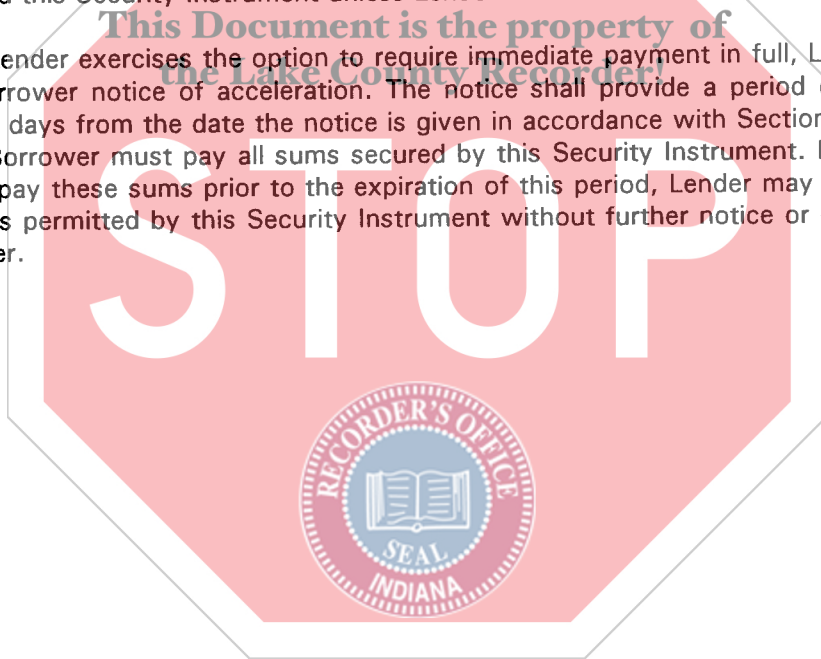 this Security Instrument unless
This Document is the property of
ender exercises the option to require immediate payment in full, L
the Lake County Recorder!
rrower notice of acceleration. The notice shall provide a period
days from the date the notice is given in accordance with Section
Borrower must pay all sums secured by this Security Instrument.
pay these sums prior to the expiration of this period, Lender may
s permitted by this Security Instrument without further notice or
er.
STOP
RECORDER'S OFFICE
SEAL
INDIANA